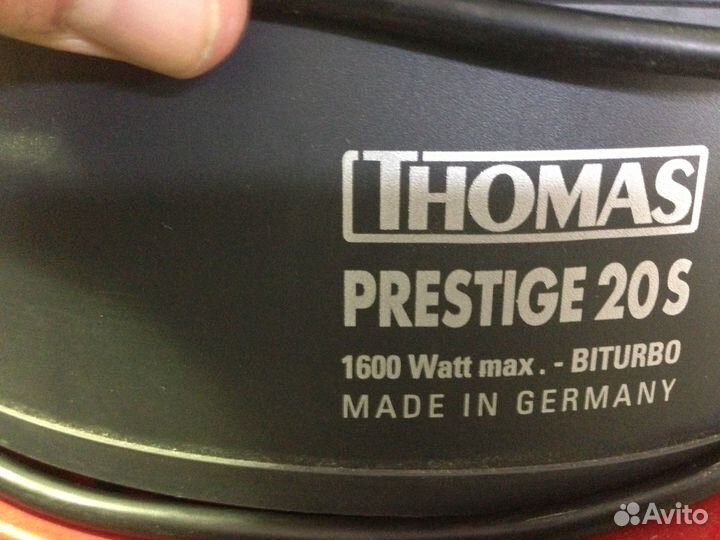 THOMAS
PRESTIGE 20 S
1600 Watt max. - BITURBO
MADE IN GERMANY
Avito